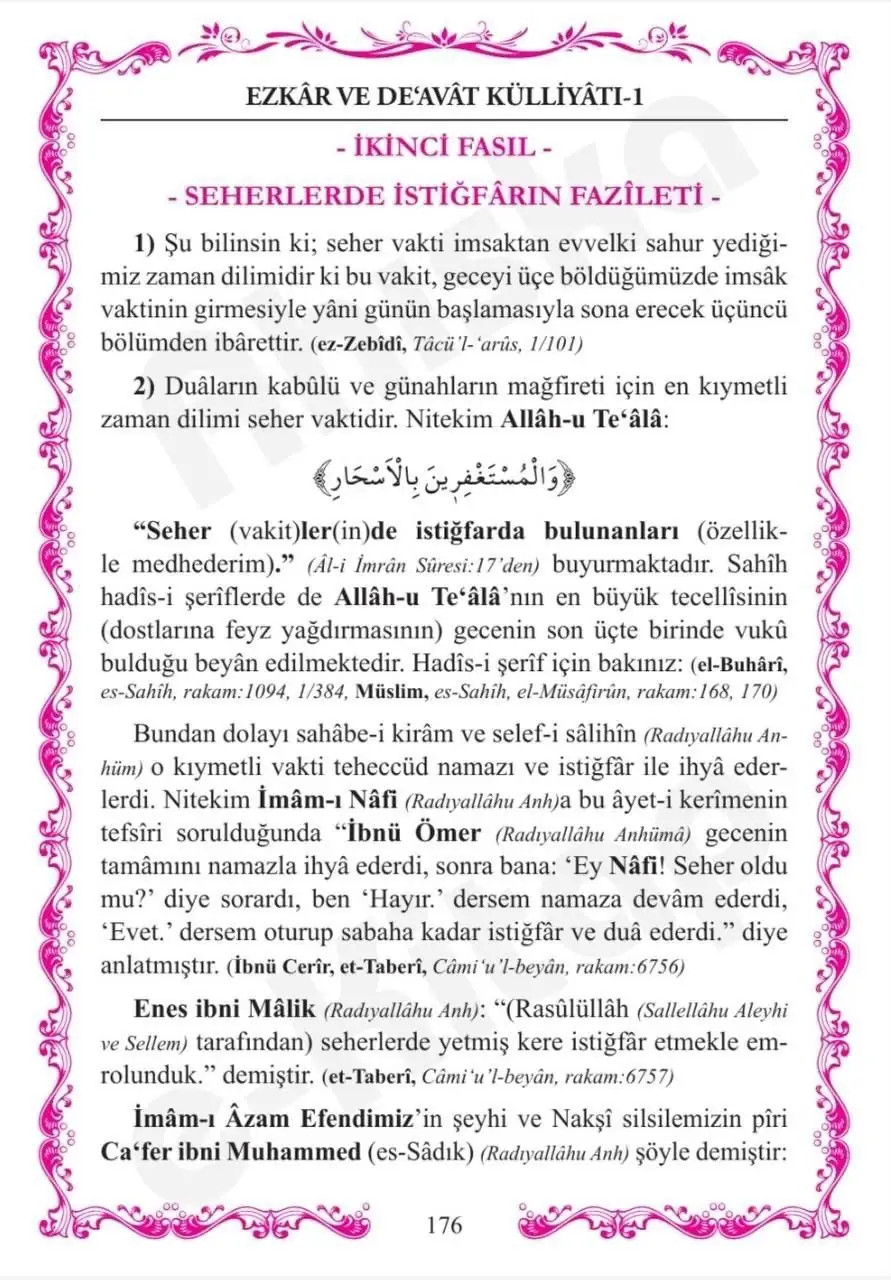 EZKÂR VE DE‘AVÂT KÜLLİYÂTI-1
- İKİNCİ FASIL -
- SEHERLERDE İSTİĞFÂRIN FAZÎLETİ -
1) Şu bilinsin ki; seher vakti imsaktan evvelki sahur yediği-
miz zaman dilimidir ki bu vakit, geceyi üçe böldüğümüzde imsâk
vaktinin girmesiyle yâni günün başlamasıyla sona erecek üçüncü
bölümden ibârettir. (ez-Zebîdî, Tâcü’l-‘arûs, 1/101)
2) Duâların kabûlü ve günahların mağfireti için en kıymetli
zaman dilimi seher vaktidir. Nitekim Allâh-u Te‘âlâ:
﴿وَالْمُسْتَغْفِر۪ينَ بِالْاَسْحَارِ﴾
“Seher (vakit)ler(in)de istiğfarda bulunanları (özellik-
le medhederim).” (Âl-i İmrân Sûresi:17’den) buyurmaktadır. Sahîh
hadîs-i şerîflerde de Allâh-u Te‘âlâ’nın en büyük tecellîsinin
(dostlarına feyz yağdırmasının) gecenin son üçte birinde vukû
bulduğu beyân edilmektedir. Hadîs-i şerîf için bakınız: (el-Buhârî,
es-Sahîh, rakam:1094, 1/384, Müslim, es-Sahîh, el-Müsâfirûn, rakam:168, 170)
Bundan dolayı sahâbe-i kirâm ve selef-i sâlihîn (Radıyallâhu An-
hüm) o kıymetli vakti teheccüd namazı ve istiğfâr ile ihyâ eder-
lerdi. Nitekim İmâm-ı Nâfi (Radıyallâhu Anh)a bu âyet-i kerîmenin
tefsîri sorulduğunda “İbnü Ömer (Radıyallâhu Anhümâ) gecenin
tamâmını namazla ihyâ ederdi, sonra bana: ‘Ey Nâfi! Seher oldu
mu?’ diye sorardı, ben ‘Hayır.’ dersem namaza devâm ederdi,
‘Evet.’ dersem oturup sabaha kadar istiğfâr ve duâ ederdi.” diye
anlatmıştır. (İbnü Cerîr, et-Taberî, Câmi‘u’l-beyân, rakam:6756)
Enes ibni Mâlik (Radıyallâhu Anh): “(Rasûlüllâh (Sallellâhu Aleyhi
ve Sellem) tarafından) seherlerde yetmiş kere istiğfâr etmekle em-
rolunduk.” demiştir. (et-Taberî, Câmi‘u’l-beyân, rakam:6757)
İmâm-ı Âzam Efendimiz’in şeyhi ve Nakşî silsilemizin pîri
Ca‘fer ibni Muhammed (es-Sâdık) (Radıyallâhu Anh) şöyle demiştir:
176